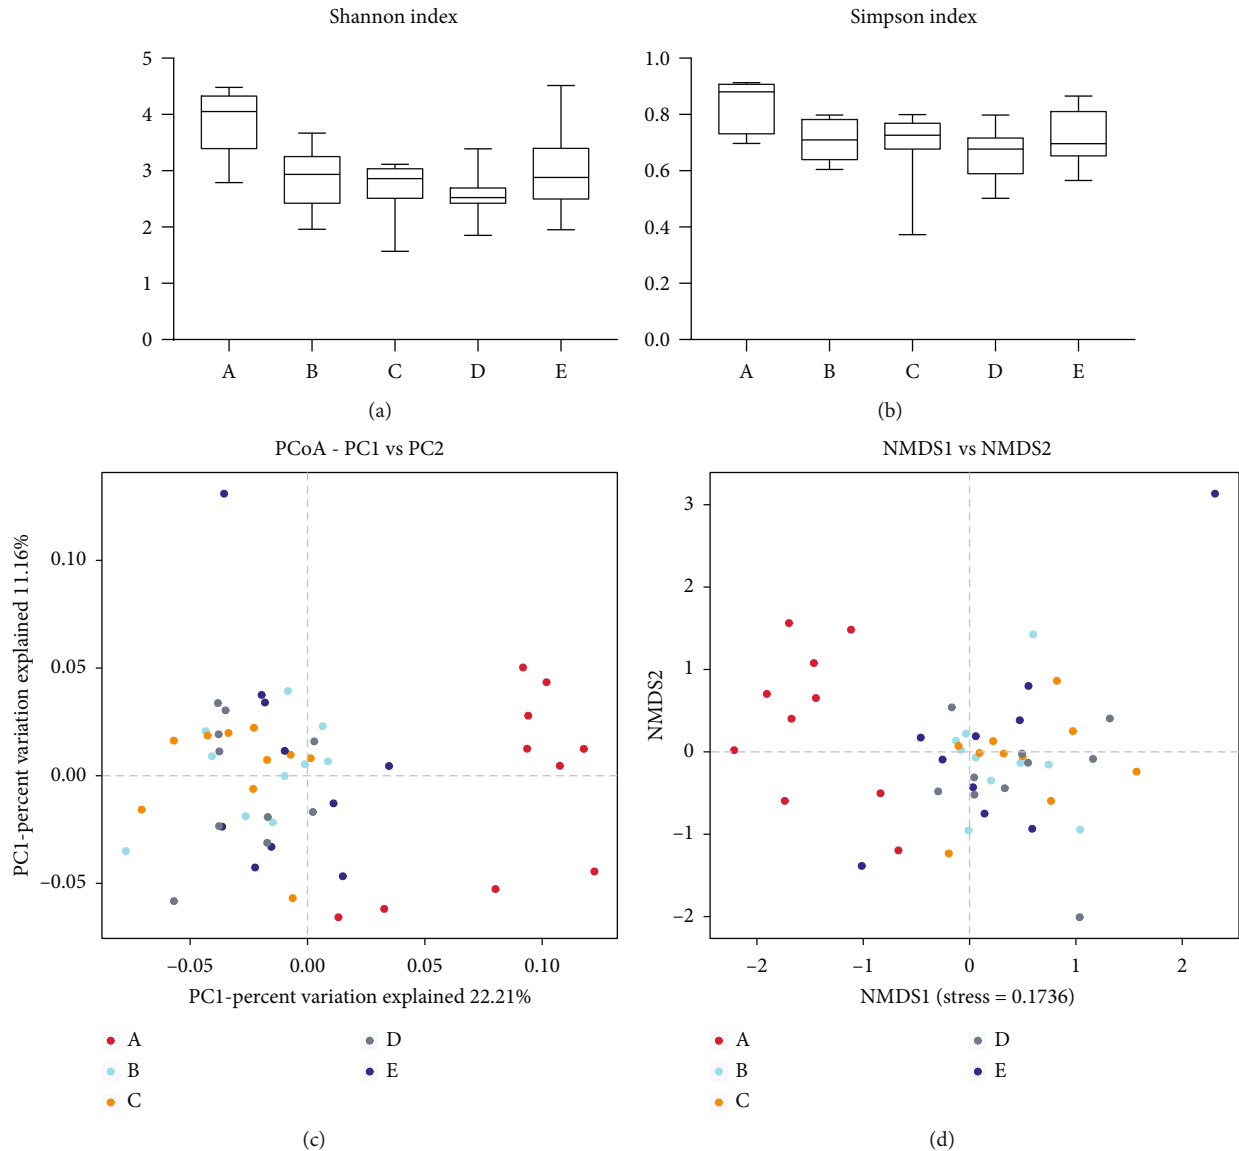 Shannon index
5
4
3
2
1
0
A B C D E
(a)
Simpson index
1.0
0.8
0.6
0.4
0.2
0.0
A B C D E
(b)
PCoA - PC1 vs PC2
PC1-percent variation explained 11.16%
0.10
0.05
0.00
–0.05
–0.05 0.00 0.05 0.10
PC1-percent variation explained 22.21%
A
B
C
D
E
(c)
NMDS1 vs NMDS2
NMDS2
3
2
1
0
–1
–2
–2 –1 0 1 2
NMDS1 (stress = 0.1736)
A
B
C
D
E
(d)